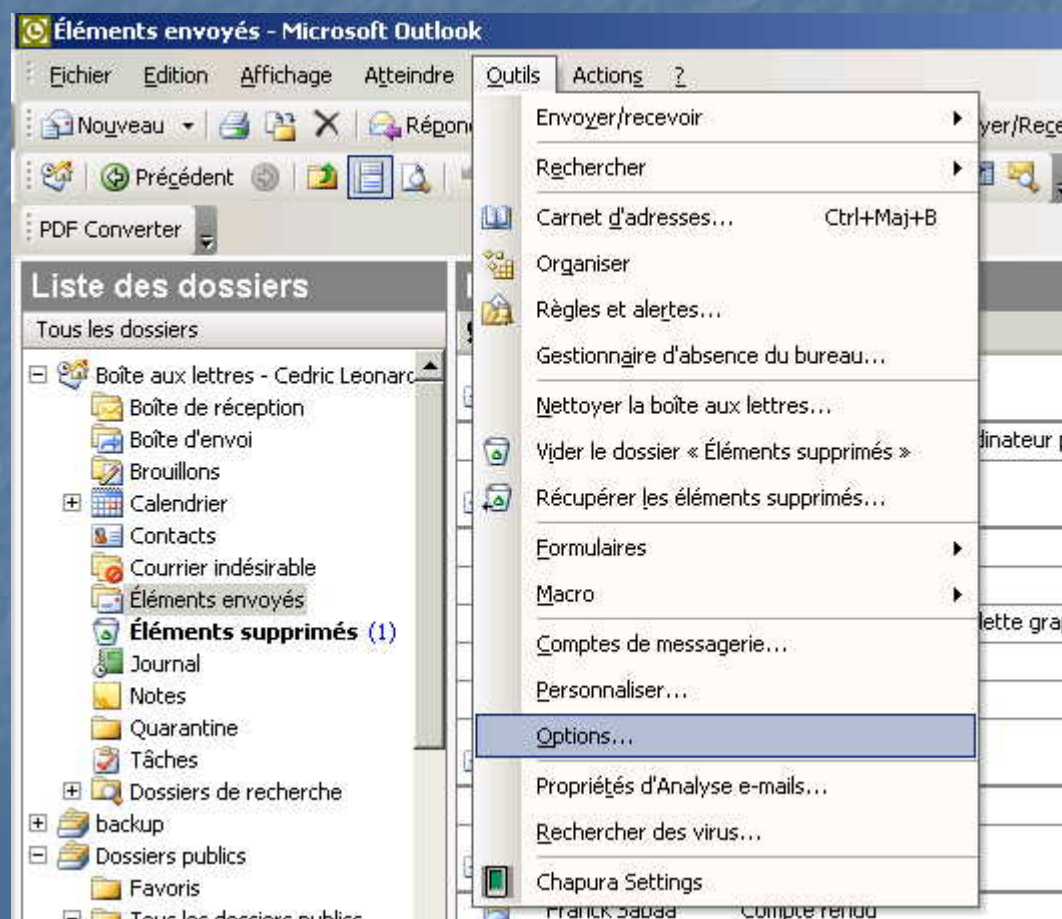 Éléments envoyés - Microsoft Outlook
Fichier Edition Affichage Atteindre Outils Actions ?
Nouveau
Précédent
PDF Converter
Liste des dossiers
Tous les dossiers
Boîte aux lettres - Cedric Leonard
Boîte de réception
Boîte d'envoi
Brouillons
Calendrier
Contacts
Courrier indésirable
Éléments envoyés
Éléments supprimés (1)
Journal
Notes
Quarantine
Tâches
Dossiers de recherche
backup
Dossiers publics
Favoris
Tous les dossiers publics
Envoyer/recevoir
Rechercher
Carnet d'adresses... Ctrl+Maj+B
Organiser
Règles et alertes...
Gestionnaire d'absence du bureau...
Nettoyer la boîte aux lettres...
Vider le dossier « Éléments supprimés »
Récupérer les éléments supprimés...
Formulaires
Macro
Comptes de messagerie...
Personnaliser...
Options...
Propriétés d'Analyse e-mails...
Rechercher des virus...
Chapura Settings
Compte rendu